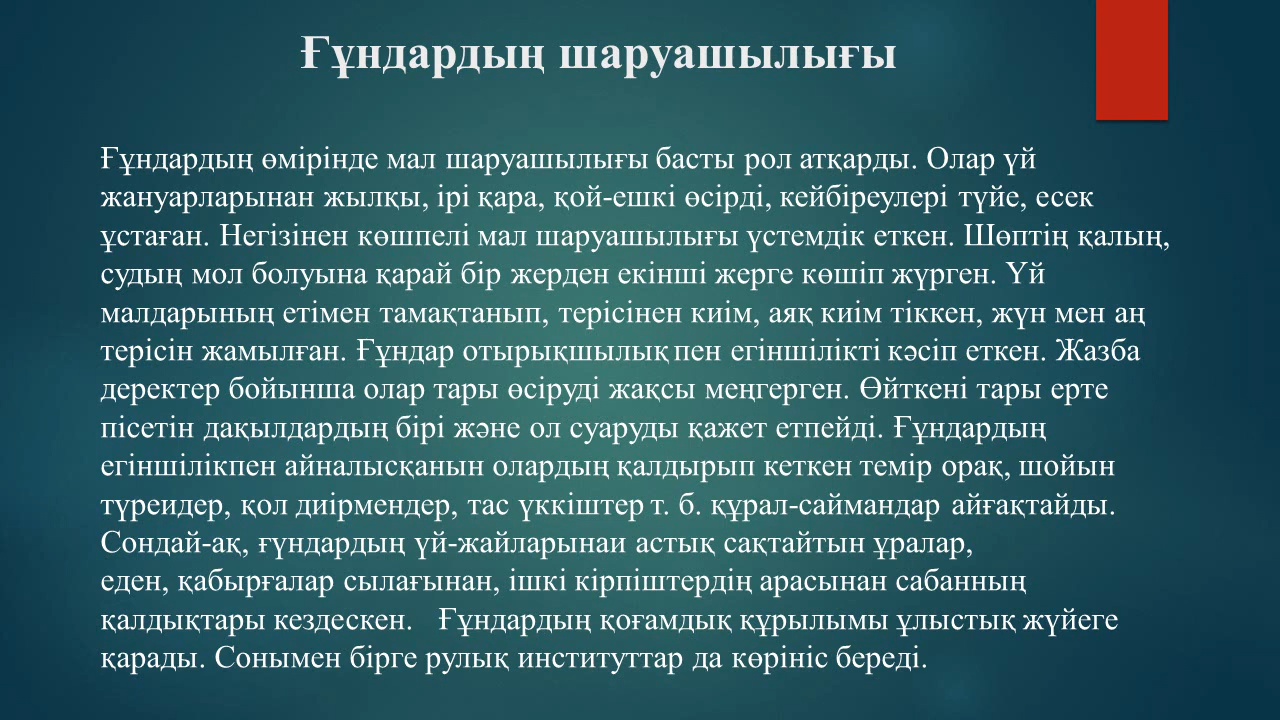 Ғұндардың шаруашылығы
Ғұндардың өмірінде мал шаруашылығы басты рол атқарды. Олар үй
жануарларынан жылқы, ірі қара, қой-ешкі өсірді, кейбіреулері түйе, есек
ұстаған. Негізінен көшпелі мал шаруашылығы үстемдік еткен. Шөптің қалың,
судың мол болуына қарай бір жерден екінші жерге көшіп жүрген. Үй
малдарының етімен тамақтанып, терісінен киім, аяқ киім тіккен, жүн мен аң
терісін жамылған. Ғұндар отырықшылық пен егіншілікті кәсіп еткен. Жазба
деректер бойынша олар тары өсіруді жақсы меңгерген. Өйткені тары ерте
пісетін дақылдардың бірі және ол суаруды қажет етпейді. Ғұндардың
егіншілікпен айналысқанын олардың қалдырып кеткен темір орақ, шойын
түреидер, қол диірмендер, тас үккіштер т. б. құрал-саймандар айғақтайды.
Сондай-ақ, ғүндардың үй-жайларынаи астық сақтайтын ұралар,
еден, қабырғалар сылағынан, ішкі кірпіштердің арасынан сабанның
қалдықтары кездескен. Ғұндардың қоғамдық құрылымы ұлыстық жүйеге
қарады. Сонымен бірге рулық институттар да көрініс береді.